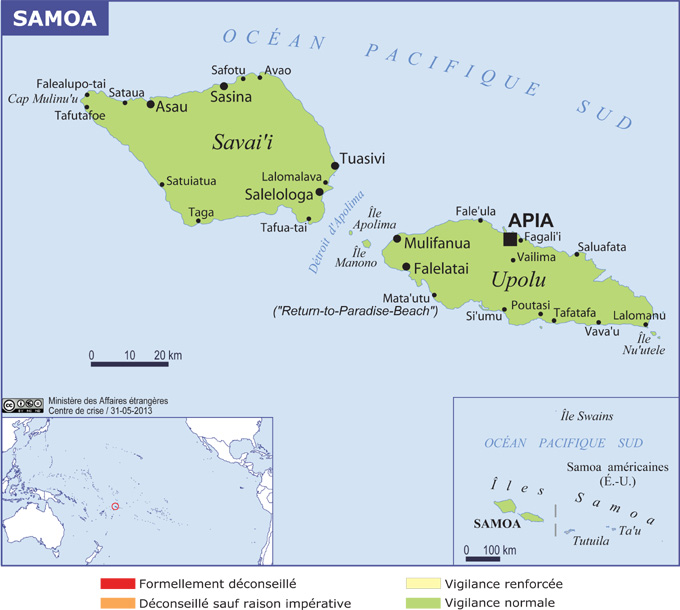 SAMOA
OCÉAN PACIFIQUE SUD
Safotu
Avao
Falealupo-tai
Cap Mulinu'u
Sataua
Asau
Sasina
Tafutafoe
Savai'i
Tuasivi
Lalomalava
Satuiatua
Salelologa
Taga
Tafua-tai
Détroit d'Apolima
Île
Apolima
Île
Manono
Fale'ula
APIA
Fagali'i
Mulifanua
Saluafata
Vailima
Falelatai
Upolu
Mata'utu
("Return-to-Paradise-Beach")
Si'umu
Poutasi
Tafatafa
Vava'u
Lalomanu
Île
Nu'utele
0 10 20 km
Ministère des Affaires étrangères
Centre de crise / 31-05-2013
Île Swains
OCÉAN PACIFIQUE SUD
Samoa américaines
(É.-U.)
Îles Samoa
SAMOA
Ta'u
Tutuila
0 100 km
Formellement déconseillé
Vigilance renforcée
Déconseillé sauf raison impérative
Vigilance normale